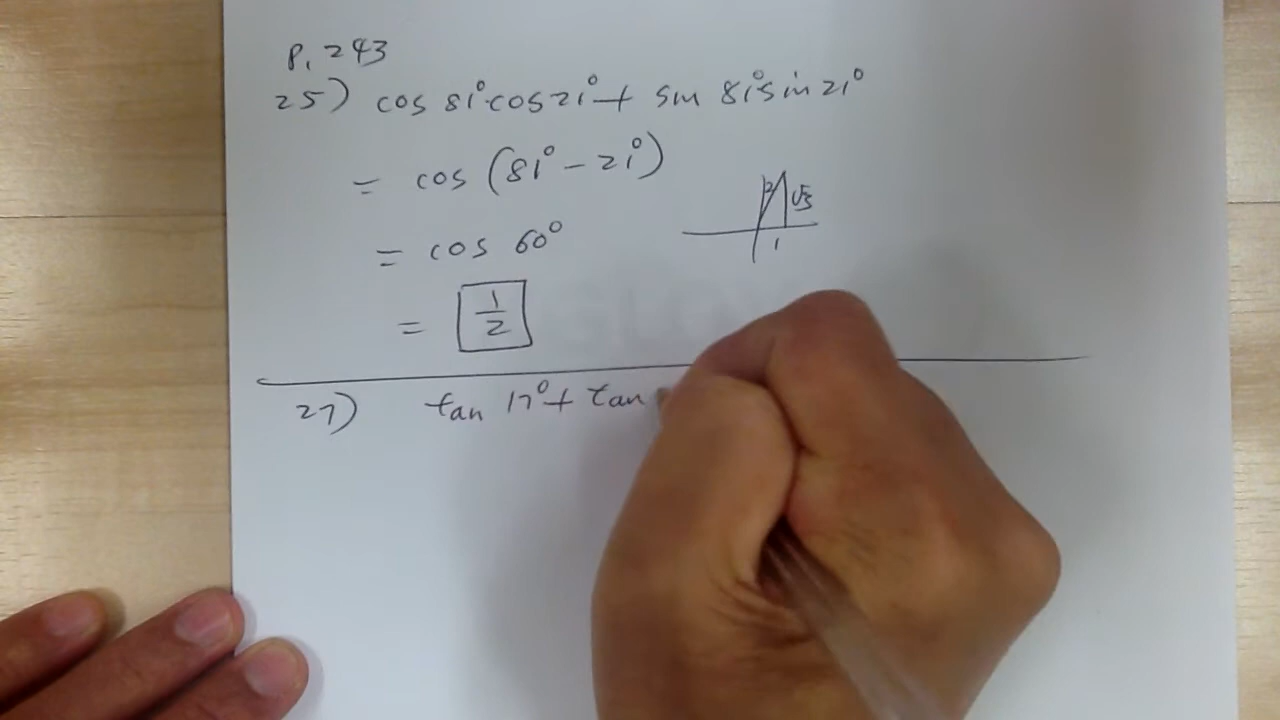 P. 243
25) cos 81° cos 21° + sin 81° sin 21°
= cos (81° − 21°)
2 √3
= cos 60°
1
= 1/2
27) tan 17° + tan